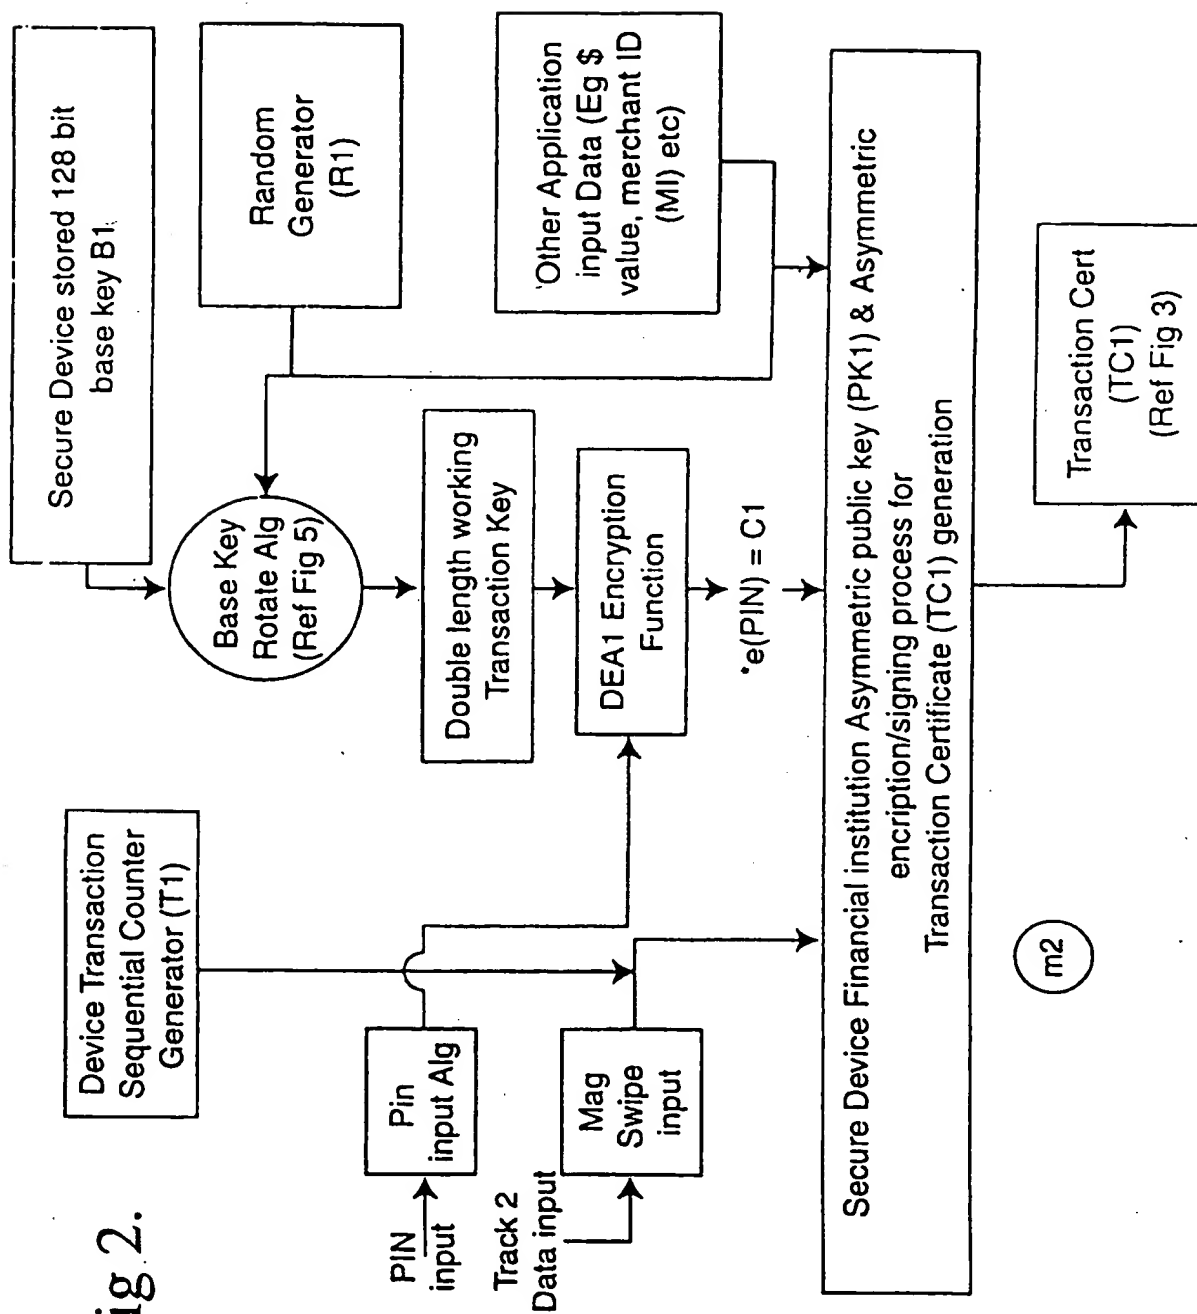 ig 2.
Device Transaction
Sequential Counter
Generator (T1)
Secure Device stored 128 bit
base key B1
Base Key
Rotate Alg
(Ref Fig 5)
Random
Generator
(R1)
PIN
input
Pin
input Alg
Double length working
Transaction Key
Track 2
Data input
Mag
Swipe
input
DEA1 Encryption
Function
'Other Application
input Data (Eg $
value, merchant ID
(MI) etc)
*e(PIN) = C1
Secure Device Financial institution Asymmetric public key (PK1) & Asymmetric
encription/signing process for
Transaction Certificate (TC1) generation
m2
Transaction Cert
(TC1)
(Ref Fig 3)